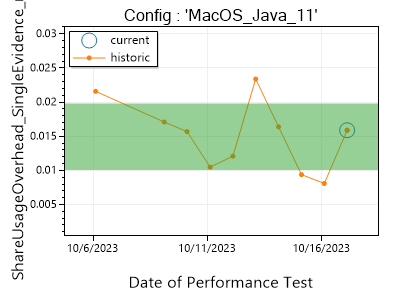 Config : 'MacOS_Java_11'
current
historic
0.03
0.025
0.02
0.015
0.01
0.005
ShareUsageOverhead_SingleEvidence_
10/6/2023
10/11/2023
10/16/2023
Date of Performance Test